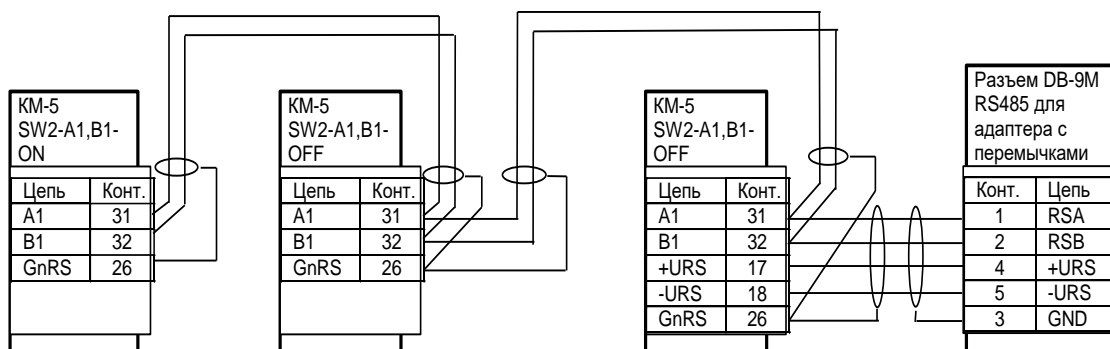 КМ-5
SW2-A1,B1-
ON
Цепь Конт.
A1 31
B1 32
GnRS 26
КМ-5
SW2-A1,B1-
OFF
Цепь Конт.
A1 31
B1 32
GnRS 26
КМ-5
SW2-A1,B1-
OFF
Цепь Конт.
A1 31
B1 32
+URS 17
-URS 18
GnRS 26
Разъем DB-9M
RS485 для
адаптера с
перемычками
Конт. Цепь
1 RSA
2 RSB
4 +URS
5 -URS
3 GND